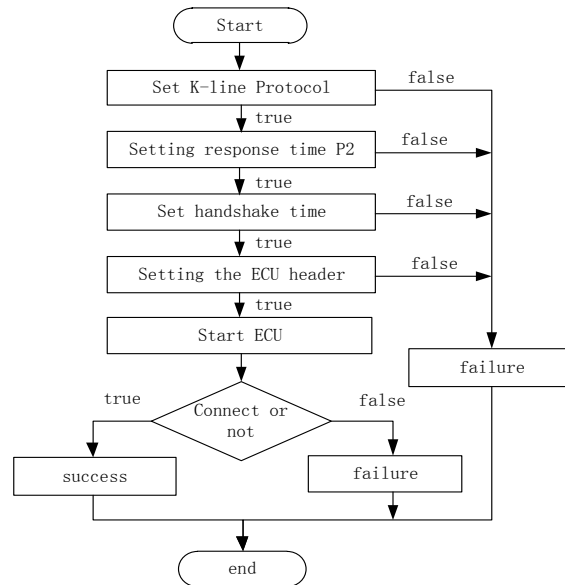 Start
Set K-line Protocol
false
true
Setting response time P2
false
true
Set handshake time
false
true
Setting the ECU header
false
true
Start ECU
failure
true
Connect or
not
false
success
failure
end